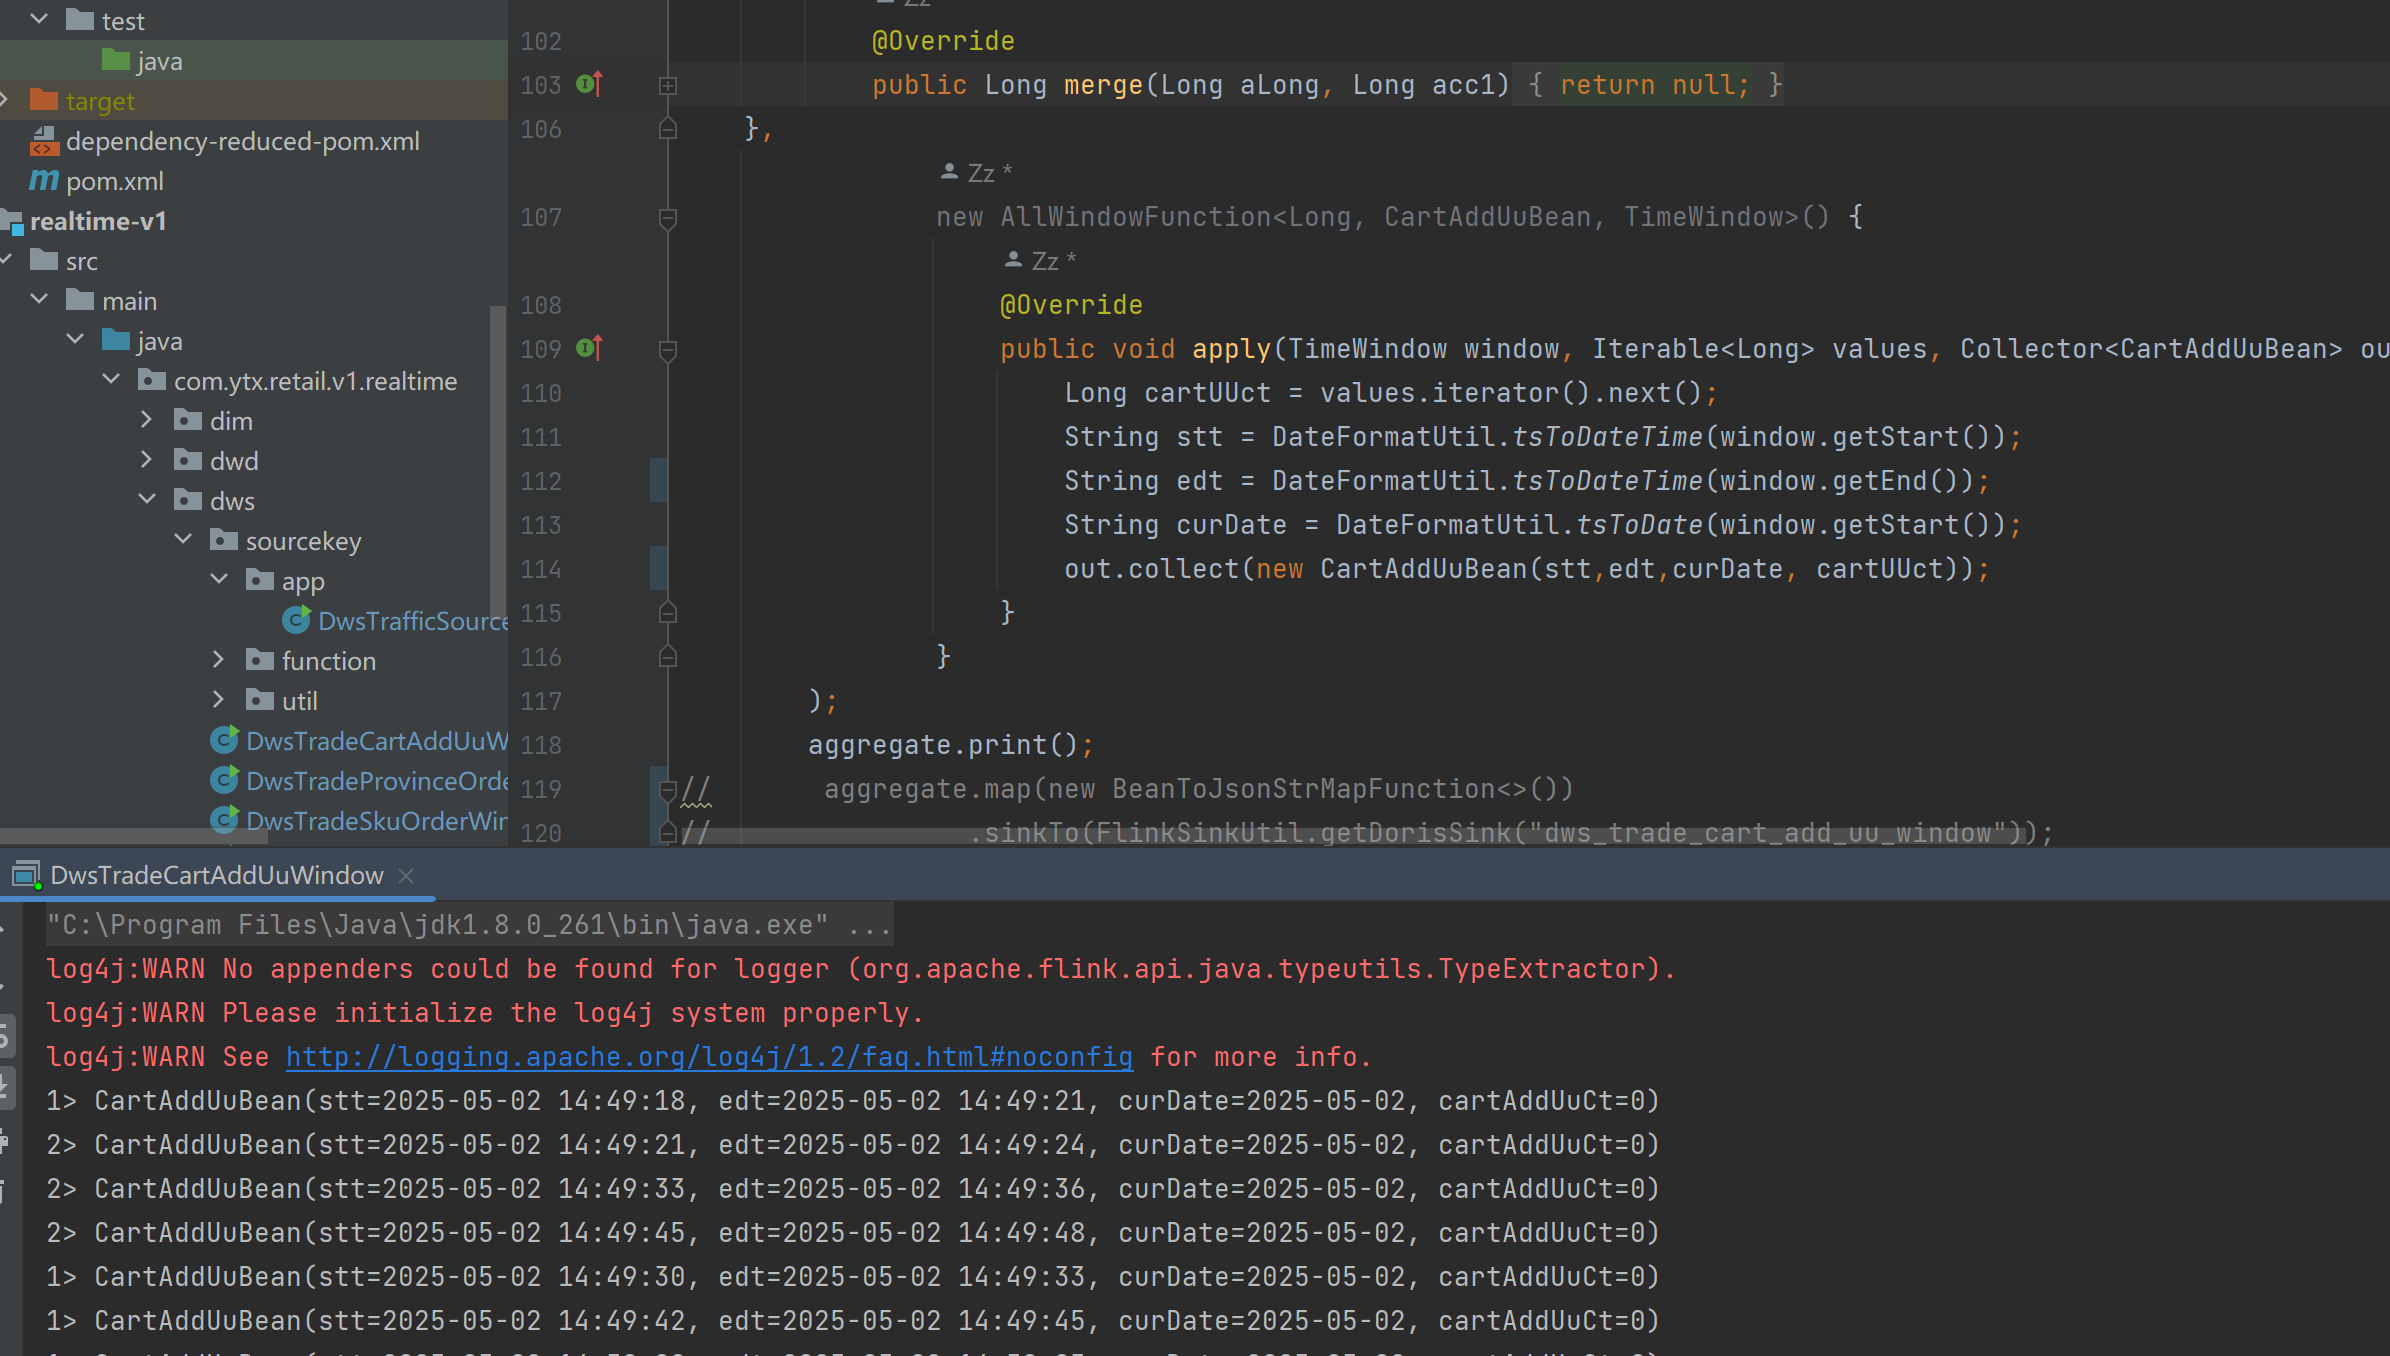 test
java
target
dependency-reduced-pom.xml
pom.xml
realtime-v1
src
main
java
com.ytx.retail.v1.realtime
dim
dwd
dws
sourcekey
app
DwsTrafficSource
function
util
DwsTradeCartAddUuW
DwsTradeProvinceOrde
DwsTradeSkuOrderWin
Zz
102 @Override
103 public Long merge(Long aLong, Long acc1) { return null; }
106 },
Zz *
107 new AllWindowFunction<Long, CartAddUuBean, TimeWindow>() {
Zz *
108 @Override
109 public void apply(TimeWindow window, Iterable<Long> values, Collector<CartAddUuBean> ou
110 Long cartUUct = values.iterator().next();
111 String stt = DateFormatUtil.tsToDateTime(window.getStart());
112 String edt = DateFormatUtil.tsToDateTime(window.getEnd());
113 String curDate = DateFormatUtil.tsToDate(window.getStart());
114 out.collect(new CartAddUuBean(stt,edt,curDate, cartUUct));
115 }
116 }
117 );
118 aggregate.print();
119 // aggregate.map(new BeanToJsonStrMapFunction<>())
120 // .sinkTo(FlinkSinkUtil.getDorisSink("dws_trade_cart_add_uu_window"));
DwsTradeCartAddUuWindow
"C:\Program Files\Java\jdk1.8.0_261\bin\java.exe" ...
log4j:WARN No appenders could be found for logger (org.apache.flink.api.java.typeutils.TypeExtractor).
log4j:WARN Please initialize the log4j system properly.
log4j:WARN See http://logging.apache.org/log4j/1.2/faq.html#noconfig for more info.
1> CartAddUuBean(stt=2025-05-02 14:49:18, edt=2025-05-02 14:49:21, curDate=2025-05-02, cartAddUuCt=0)
2> CartAddUuBean(stt=2025-05-02 14:49:21, edt=2025-05-02 14:49:24, curDate=2025-05-02, cartAddUuCt=0)
2> CartAddUuBean(stt=2025-05-02 14:49:33, edt=2025-05-02 14:49:36, curDate=2025-05-02, cartAddUuCt=0)
2> CartAddUuBean(stt=2025-05-02 14:49:45, edt=2025-05-02 14:49:48, curDate=2025-05-02, cartAddUuCt=0)
1> CartAddUuBean(stt=2025-05-02 14:49:30, edt=2025-05-02 14:49:33, curDate=2025-05-02, cartAddUuCt=0)
1> CartAddUuBean(stt=2025-05-02 14:49:42, edt=2025-05-02 14:49:45, curDate=2025-05-02, cartAddUuCt=0)